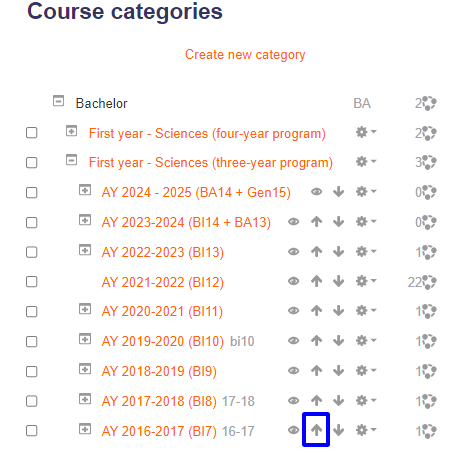 Course categories
Create new category
Bachelor BA 2
First year - Sciences (four-year program) 2
First year - Sciences (three-year program) 3
AY 2024 - 2025 (BA14 + Gen15) 0
AY 2023-2024 (BI14 + BA13) 0
AY 2022-2023 (BI13) 1
AY 2021-2022 (BI12) 22
AY 2020-2021 (BI11) 1
AY 2019-2020 (BI10) bi10 1
AY 2018-2019 (BI9) 1
AY 2017-2018 (BI8) 17-18 1
AY 2016-2017 (BI7) 16-17 1